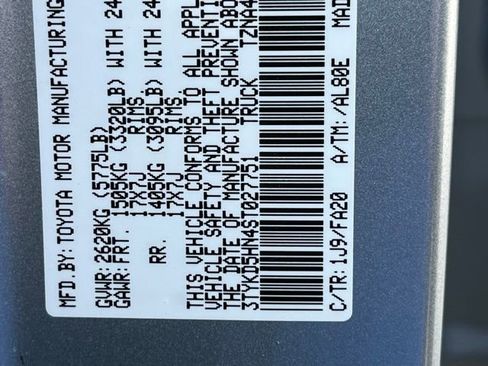 MFD.BY:TOYOTA MOTOR MANUFACTURING
GVWR:2620KG (5775LB)
GAWR:FRT. 1505KG (3320LB) WITH 24
17X7J RIMS,
RR. 1405KG (3095LB) WITH 24
17X7J RIMS,
THIS VEHICLE CONFORMS TO ALL APPL
VEHICLE SAFETY AND THEFT PREVENTI
THE DATE OF MANUFACTURE SHOWN ABO
3TYKD5HN4ST027751 TRUCK TZNA4
C/TR:1J9/FA20 A/TM:/AL80E MAD